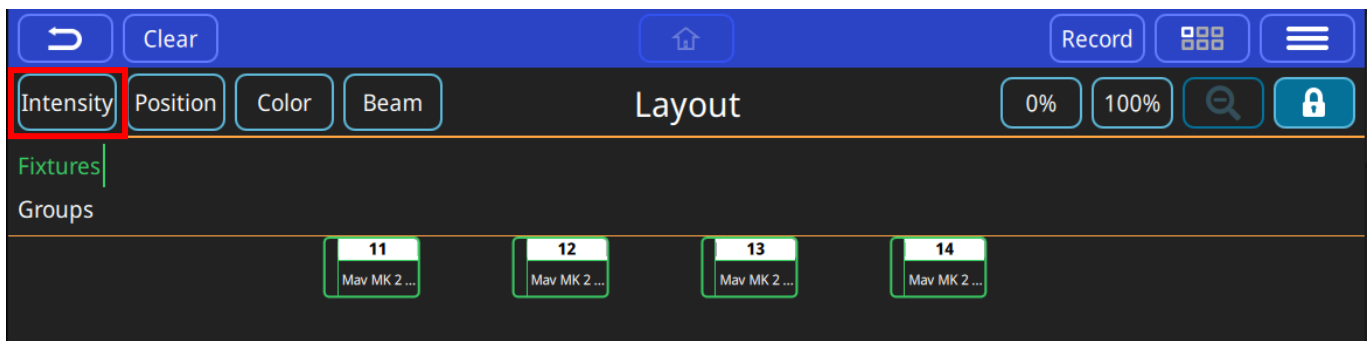 Clear Record
Intensity Position Color Beam Layout 0% 100%
Fixtures
Groups
11 12 13 14
Mav MK 2 ... Mav MK 2 ... Mav MK 2 ... Mav MK 2 ...